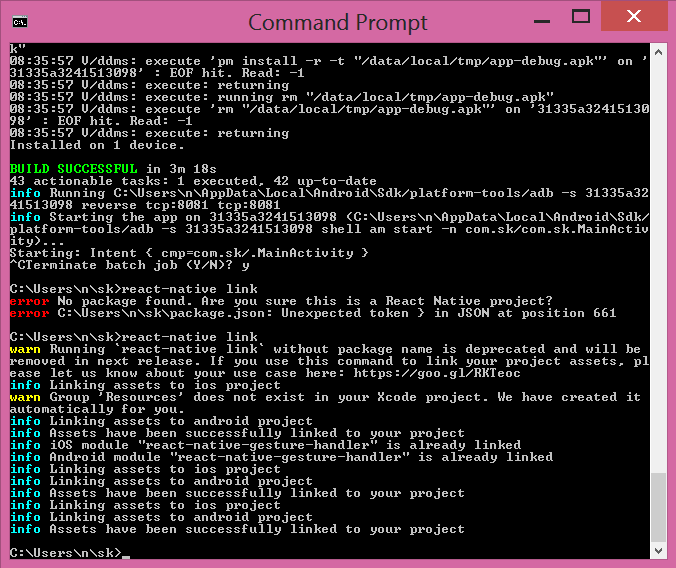 Command Prompt
k"
08:35:57 V/ddms: execute 'pm install -r -t "/data/local/tmp/app-debug.apk"' on '
31335a3241513098' : EOF hit. Read: -1
08:35:57 V/ddms: execute: returning
08:35:57 V/ddms: execute: running rm "/data/local/tmp/app-debug.apk"
08:35:57 V/ddms: execute 'rm "/data/local/tmp/app-debug.apk"' on '31335a32415130
98' : EOF hit. Read: -1
08:35:57 V/ddms: execute: returning
Installed on 1 device.
BUILD SUCCESSFUL in 3m 18s
43 actionable tasks: 1 executed, 42 up-to-date
info Running C:\Users\n\AppData\Local\Android\Sdk/platform-tools/adb -s 31335a32
41513098 reverse tcp:8081 tcp:8081
info Starting the app on 31335a3241513098 (C:\Users\n\AppData\Local\Android\Sdk/
platform-tools/adb -s 31335a3241513098 shell am start -n com.sk/com.sk.MainActiv
ity)...
Starting: Intent { cmp=com.sk/.MainActivity }
^CTerminate batch job (Y/N)? y
C:\Users\n\sk>react-native link
error No package found. Are you sure this is a React Native project?
error C:\Users\n\sk\package.json: Unexpected token } in JSON at position 661
C:\Users\n\sk>react-native link
warn Running `react-native link` without package name is deprecated and will be
removed in next release. If you use this command to link your project assets, pl
ease let us know about your use case here: https://goo.gl/RKTeoc
info Linking assets to ios project
warn Group 'Resources' does not exist in your Xcode project. We have created it
automatically for you.
info Linking assets to android project
info Assets have been successfully linked to your project
info iOS module "react-native-gesture-handler" is already linked
info Android module "react-native-gesture-handler" is already linked
info Linking assets to ios project
info Linking assets to android project
info Assets have been successfully linked to your project
info Linking assets to ios project
info Linking assets to android project
info Assets have been successfully linked to your project
C:\Users\n\sk>_